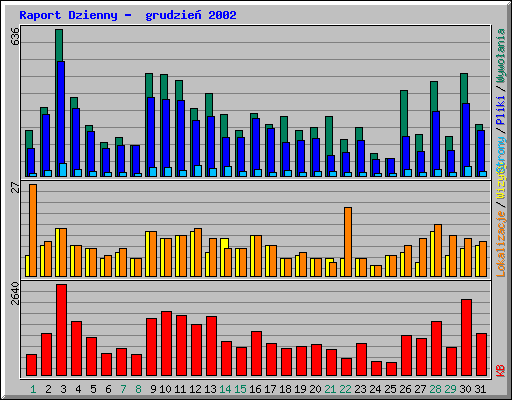 Raport Dzienny - grudzień 2002
636
27
2640
Wywołania / Pliki / Strony
Wizyt / Lokalizacje
KB
1 2 3 4 5 6 7 8 9 10 11 12 13 14 15 16 17 18 19 20 21 22 23 24 25 26 27 28 29 30 31